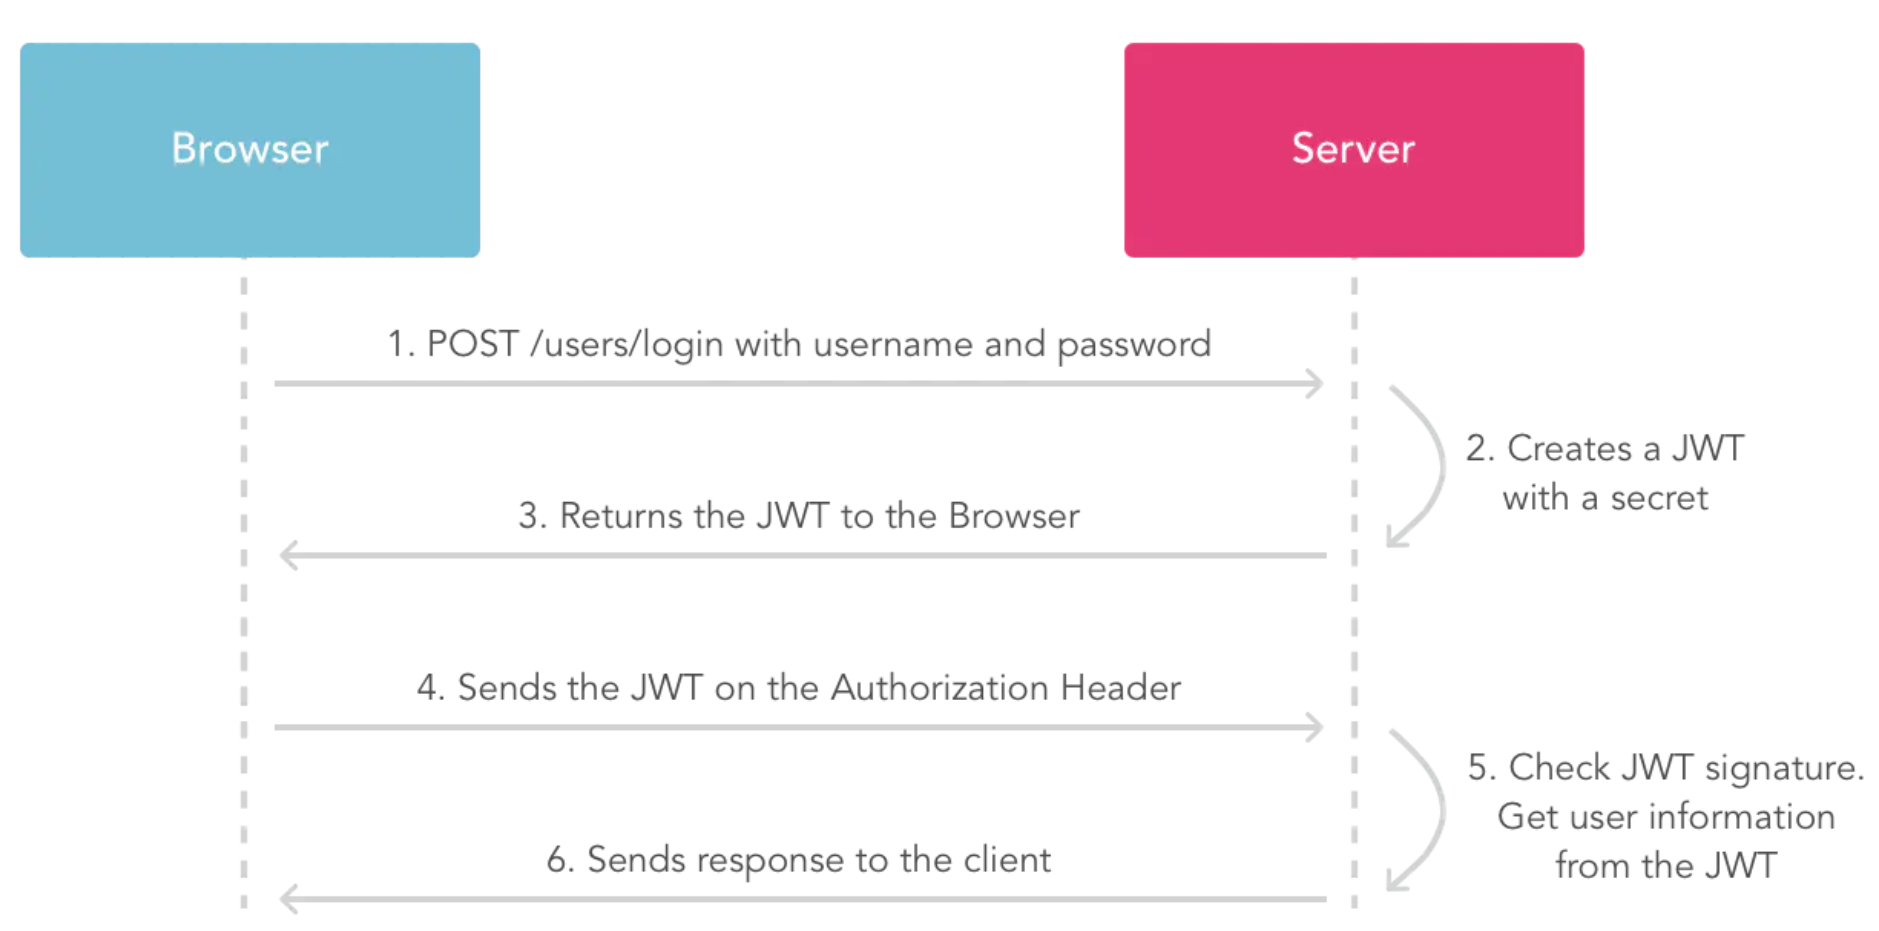 Browser
Server
1. POST /users/login with username and password
2. Creates a JWT
with a secret
3. Returns the JWT to the Browser
4. Sends the JWT on the Authorization Header
5. Check JWT signature.
Get user information
from the JWT
6. Sends response to the client